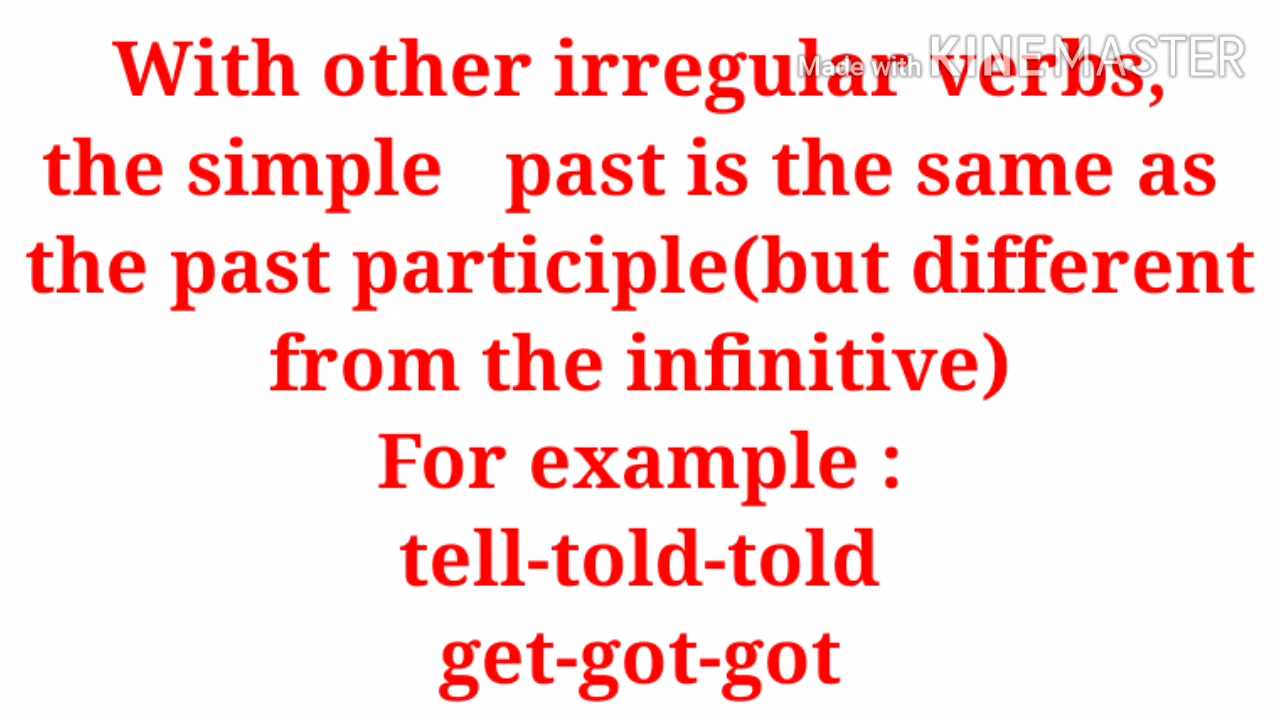 Made with KINEMASTER
With other irregular verbs,
the simple   past is the same as
the past participle(but different
from the infinitive)
For example :
tell-told-told
get-got-got